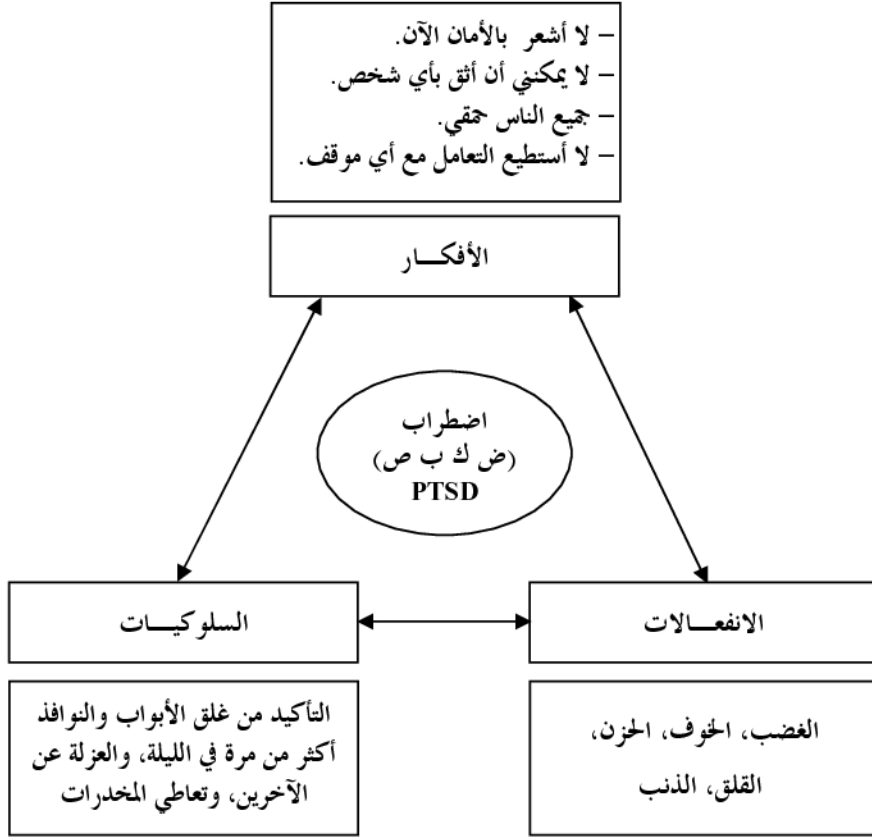 – لا أشعر بالأمان الآن.
– لا يمكنني أن أثق بأي شخص.
– جميع الناس حمقي.
– لا أستطيع التعامل مع أي موقف.
الأفكـــار
اضطراب
(ض ك ب ص)
PTSD
السلوكيـــات
الانفعـــالات
التأكيد من غلق الأبواب والنوافذ
أكثر من مرة في الليلة، والعزلة عن
الآخرين، وتعاطي المخدرات
الغضب، الخوف، الحزن،
القلق، الذنب